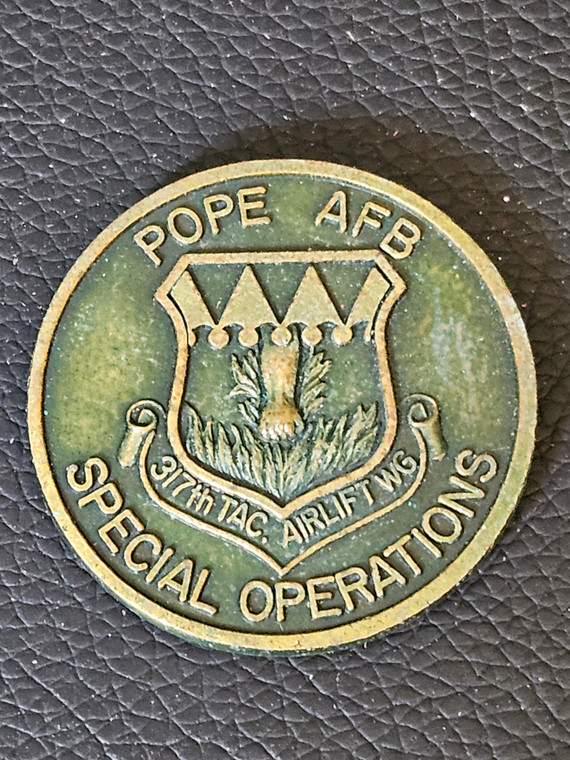 POPE AFB
317th TAC. AIRLIFT WG
SPECIAL OPERATIONS